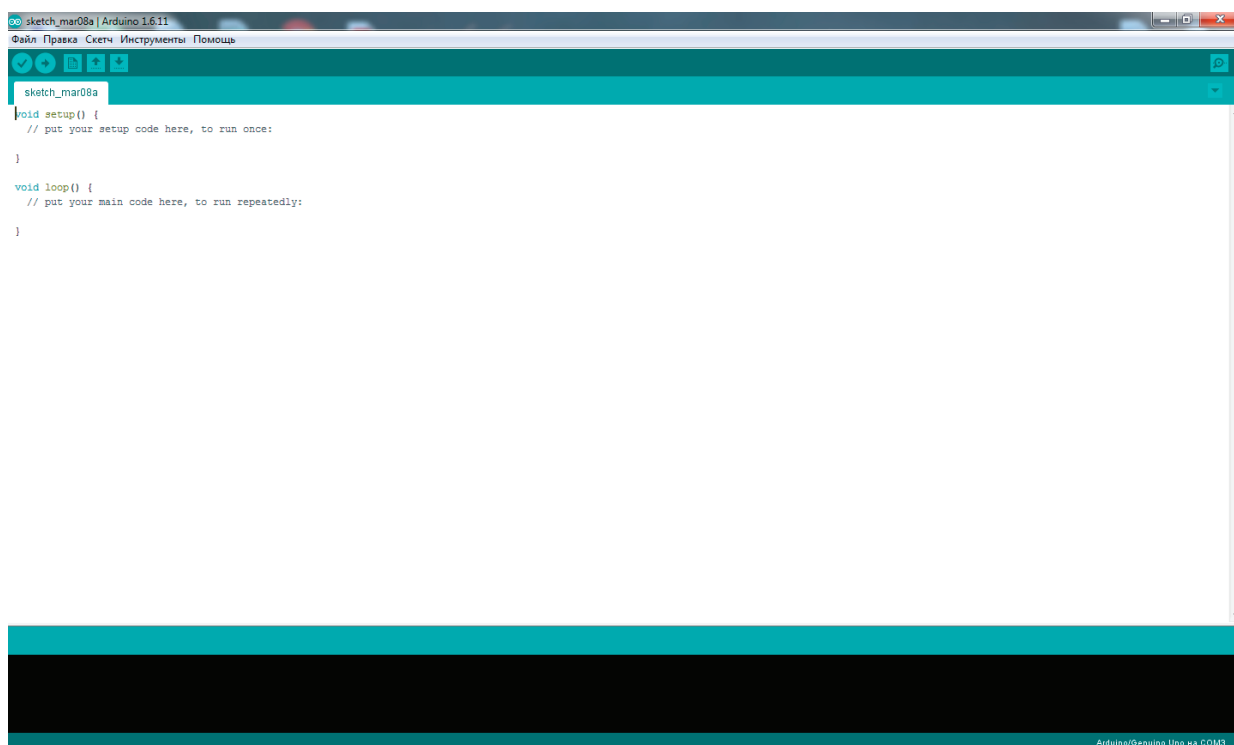 sketch_mar08a | Arduino 1.6.11
Файл Правка Скетч Инструменты Помощь
sketch_mar08a
void setup() {
  // put your setup code here, to run once:
}
void loop() {
  // put your main code here, to run repeatedly:
}
Arduino/Genuino Uno на COM3